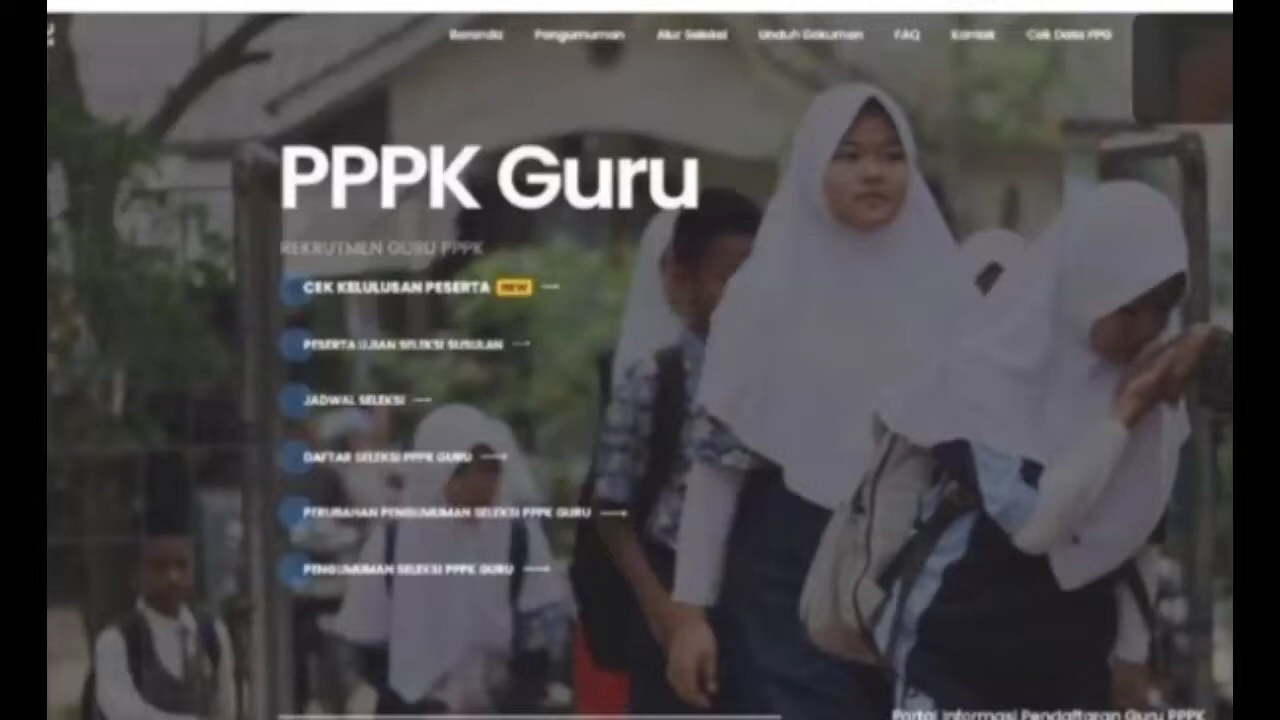 Beranda Pengumuman Alur Seleksi Unduh Dokumen FAQ Kontak Cek Data PPG
PPPK Guru
REKRUTMEN GURU PPPK
CEK KELULUSAN PESERTA NEW
PESERTA UJIAN SELEKSI SUSULAN
JADWAL SELEKSI
DAFTAR SELEKSI PPPK GURU
PERUBAHAN PENGUMUMAN SELEKSI PPPK GURU
PENGUMUMAN SELEKSI PPPK GURU
Portal Informasi Pendaftaran Guru PPPK